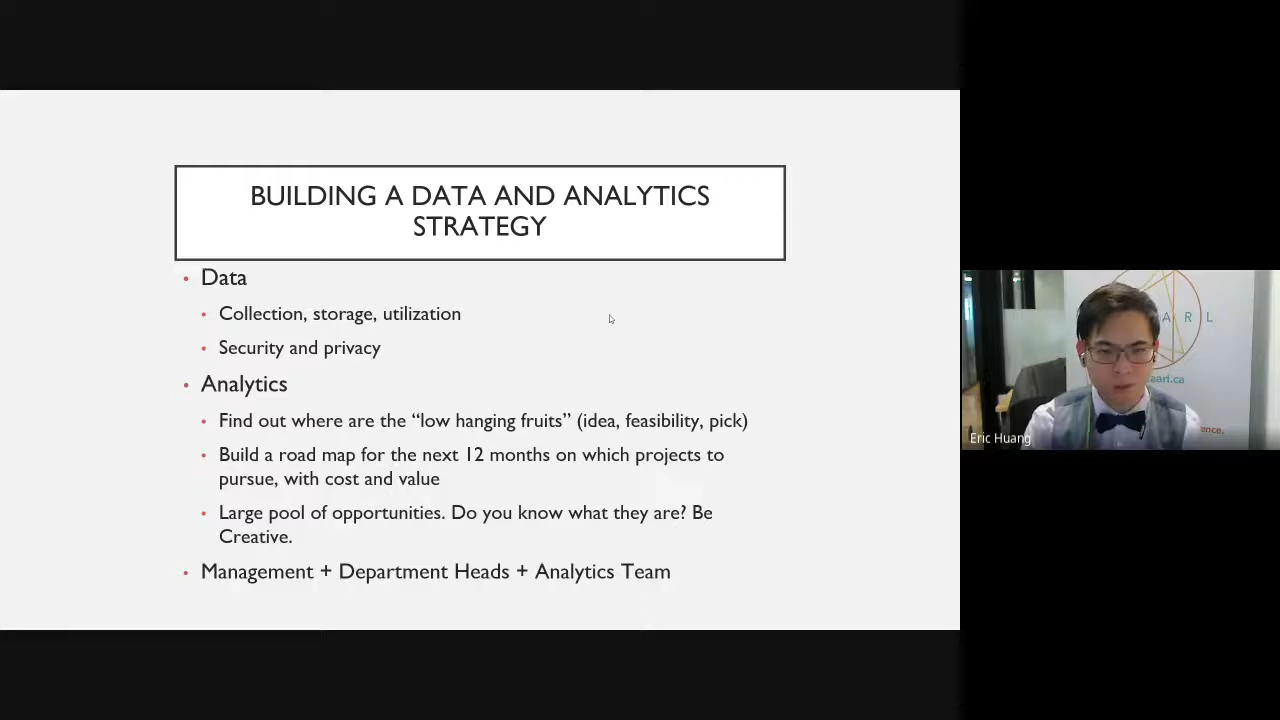 BUILDING A DATA AND ANALYTICS
STRATEGY
• Data
• Collection, storage, utilization
• Security and privacy
• Analytics
• Find out where are the “low hanging fruits” (idea, feasibility, pick)
• Build a road map for the next 12 months on which projects to
pursue, with cost and value
• Large pool of opportunities. Do you know what they are? Be
Creative.
• Management + Department Heads + Analytics Team
A R L
aarl.ca
ence.
Eric Huang